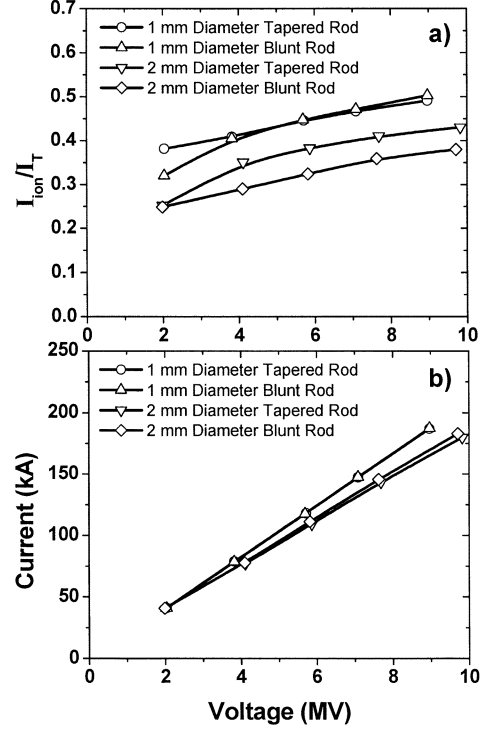 0.7
1 mm Diameter Tapered Rod
1 mm Diameter Blunt Rod
2 mm Diameter Tapered Rod
2 mm Diameter Blunt Rod
a)
0.6
0.5
0.4
0.3
0.2
0.1
0.0
I_ion/I_T
0 2 4 6 8 10
250
1 mm Diameter Tapered Rod
1 mm Diameter Blunt Rod
2 mm Diameter Tapered Rod
2 mm Diameter Blunt Rod
b)
200
150
100
50
0
Current (kA)
0 2 4 6 8 10
Voltage (MV)